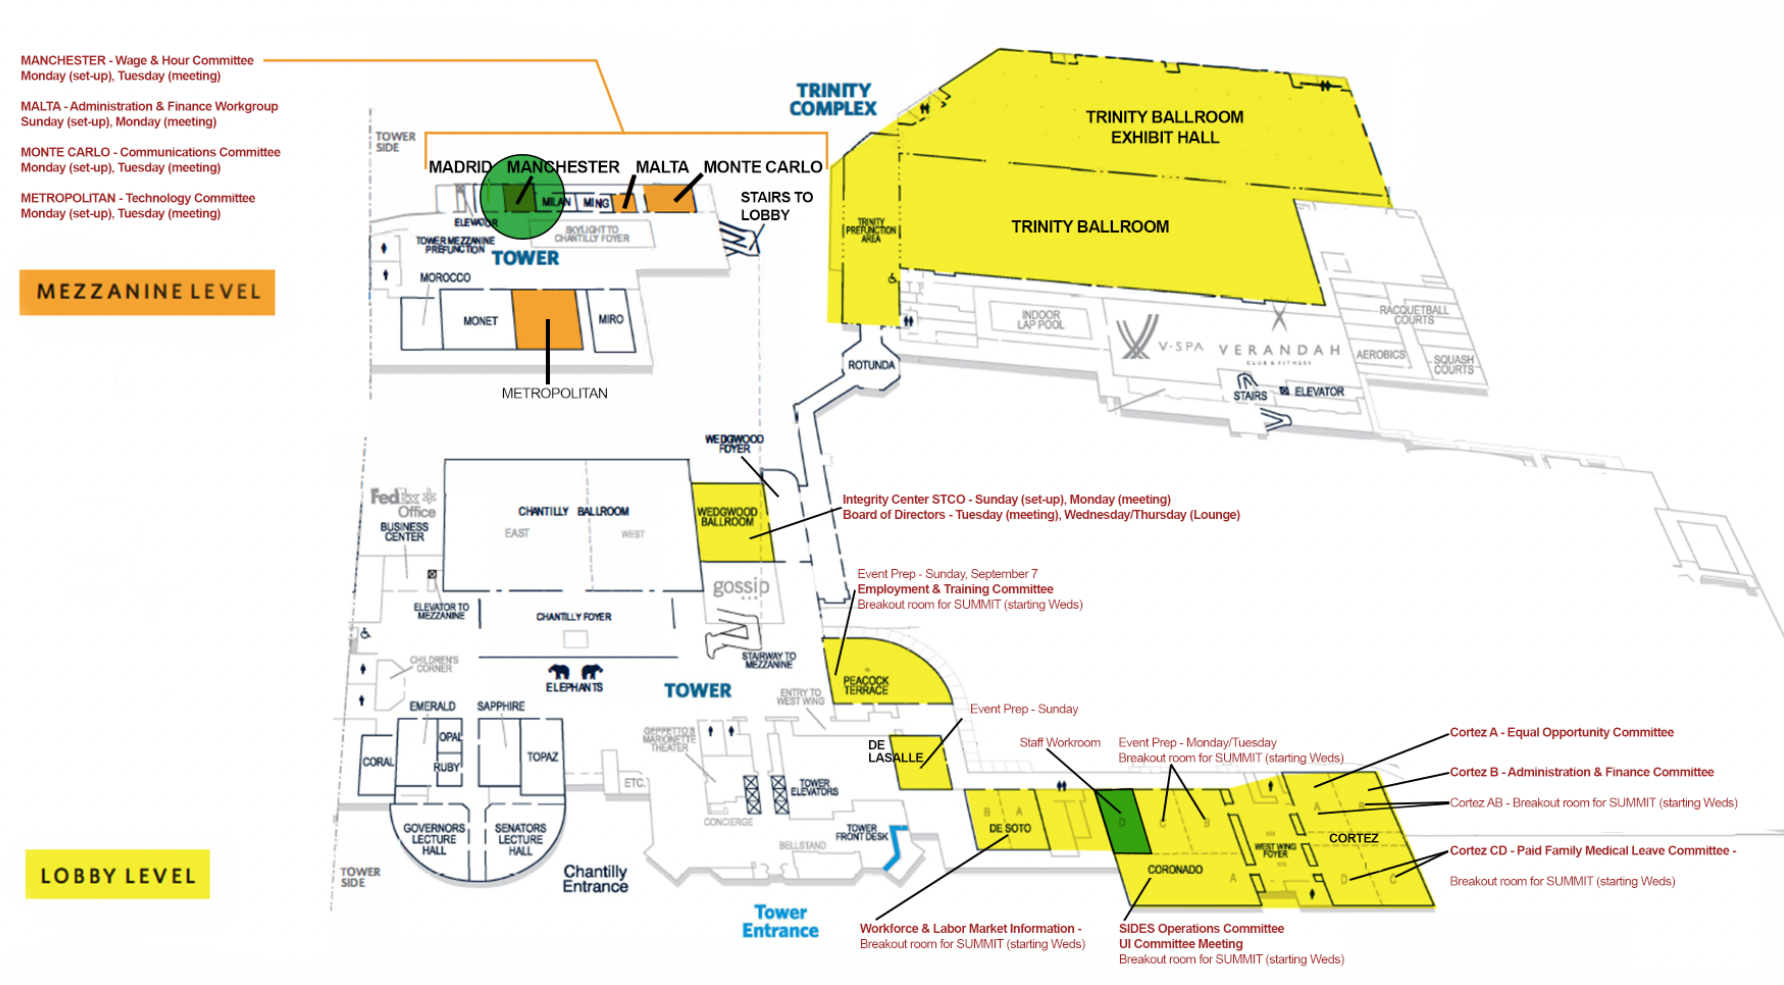 MANCHESTER - Wage & Hour Committee
Monday (set-up), Tuesday (meeting)
MALTA - Administration & Finance Workgroup
Sunday (set-up), Monday (meeting)
MONTE CARLO - Communications Committee
Monday (set-up), Tuesday (meeting)
METROPOLITAN - Technology Committee
Monday (set-up), Tuesday (meeting)
MEZZANINE LEVEL
TOWER
SIDE
MADRID
MANCHESTER
MALTA
MONTE CARLO
MILAN
MING
ELEVATOR
SKYLIGHT TO
CHANTILLY FOYER
TOWER MEZZANINE
PREFUNCTION
TOWER
STAIRS TO
LOBBY
MOROCCO
MONET
MIRO
METROPOLITAN
TRINITY
COMPLEX
TRINITY BALLROOM
EXHIBIT HALL
TRINITY BALLROOM
TRINITY
PREFUNCTION
AREA
INDOOR
LAP POOL
V-SPA
VERANDAH
CLUB & FITNESS
RACQUETBALL
COURTS
AEROBICS
SQUASH
COURTS
STAIRS
ELEVATOR
ROTUNDA
WEDGWOOD
FOYER
FedEx
Office
BUSINESS
CENTER
CHANTILLY BALLROOM
EAST
WEST
WEDGWOOD
BALLROOM
Integrity Center STCO - Sunday (set-up), Monday (meeting)
Board of Directors - Tuesday (meeting), Wednesday/Thursday (Lounge)
gossip
BAR
ELEVATOR TO
MEZZANINE
CHANTILLY FOYER
Event Prep - Sunday, September 7
Employment & Training Committee
Breakout room for SUMMIT (starting Weds)
CHILDREN'S
CORNER
ELEPHANTS
STAIRWAY TO
MEZZANINE
TOWER
ENTRY TO
WEST WING
PEACOCK
TERRACE
EMERALD
SAPPHIRE
OPAL
CORAL
RUBY
TOPAZ
GEPPETTO'S
MARIONETTE
THEATER
ETC.
TOWER
ELEVATORS
CONCIERGE
DE
LASALLE
Event Prep - Sunday
Staff Workroom
Event Prep - Monday/Tuesday
Breakout room for SUMMIT (starting Weds)
Cortez A - Equal Opportunity Committee
Cortez B - Administration & Finance Committee
Cortez AB - Breakout room for SUMMIT (starting Weds)
B
A
DE SOTO
D
C
B
A
B
CORTEZ
WEST WING
FOYER
CORONADO
A
D
C
Cortez CD - Paid Family Medical Leave Committee -
Breakout room for SUMMIT (starting Weds)
GOVERNORS
LECTURE
HALL
SENATORS
LECTURE
HALL
TOWER
FRONT DESK
BELLSTAND
LOBBY LEVEL
TOWER
SIDE
Chantilly
Entrance
Tower
Entrance
Workforce & Labor Market Information -
Breakout room for SUMMIT (starting Weds)
SIDES Operations Committee
UI Committee Meeting
Breakout room for SUMMIT (starting Weds)